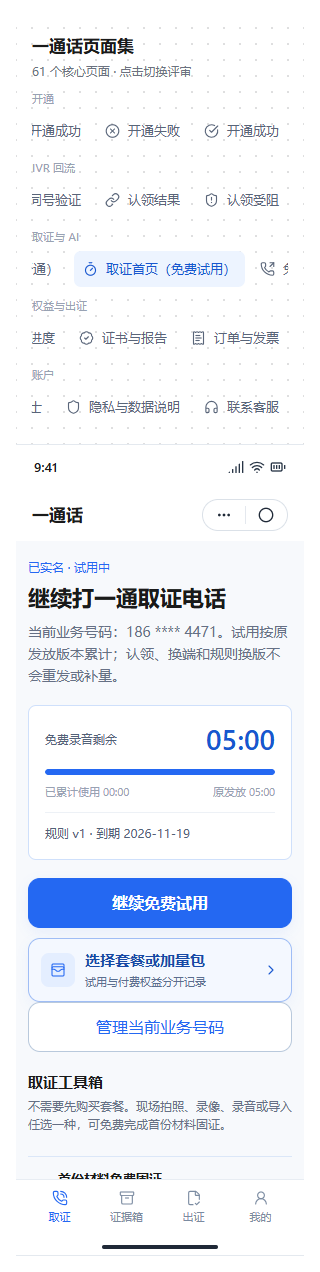 一通话页面集
61 个核心页面 · 点击切换评审
开通
开通成功 开通失败 开通成功
IVR 回流
同号验证 认领结果 认领受阻
取证与 AI
通） 取证首页（免费试用）
权益与出证
进度 证书与报告 订单与发票
账户
士 隐私与数据说明 联系客服
9:41
一通话
已实名 · 试用中
继续打一通取证电话
当前业务号码：186 **** 4471。试用按原
发放版本累计；认领、换端和规则换版不
会重发或补量。
免费录音剩余 05:00
已累计使用 00:00 原发放 05:00
规则 v1 · 到期 2026-11-19
继续免费试用
选择套餐或加量包
试用与付费权益分开记录
管理当前业务号码
取证工具箱
不需要先购买套餐。现场拍照、录像、录音或导入
任选一种，可免费完成首份材料固证。
首份材料免费固证
取证 证据箱 出证 我的